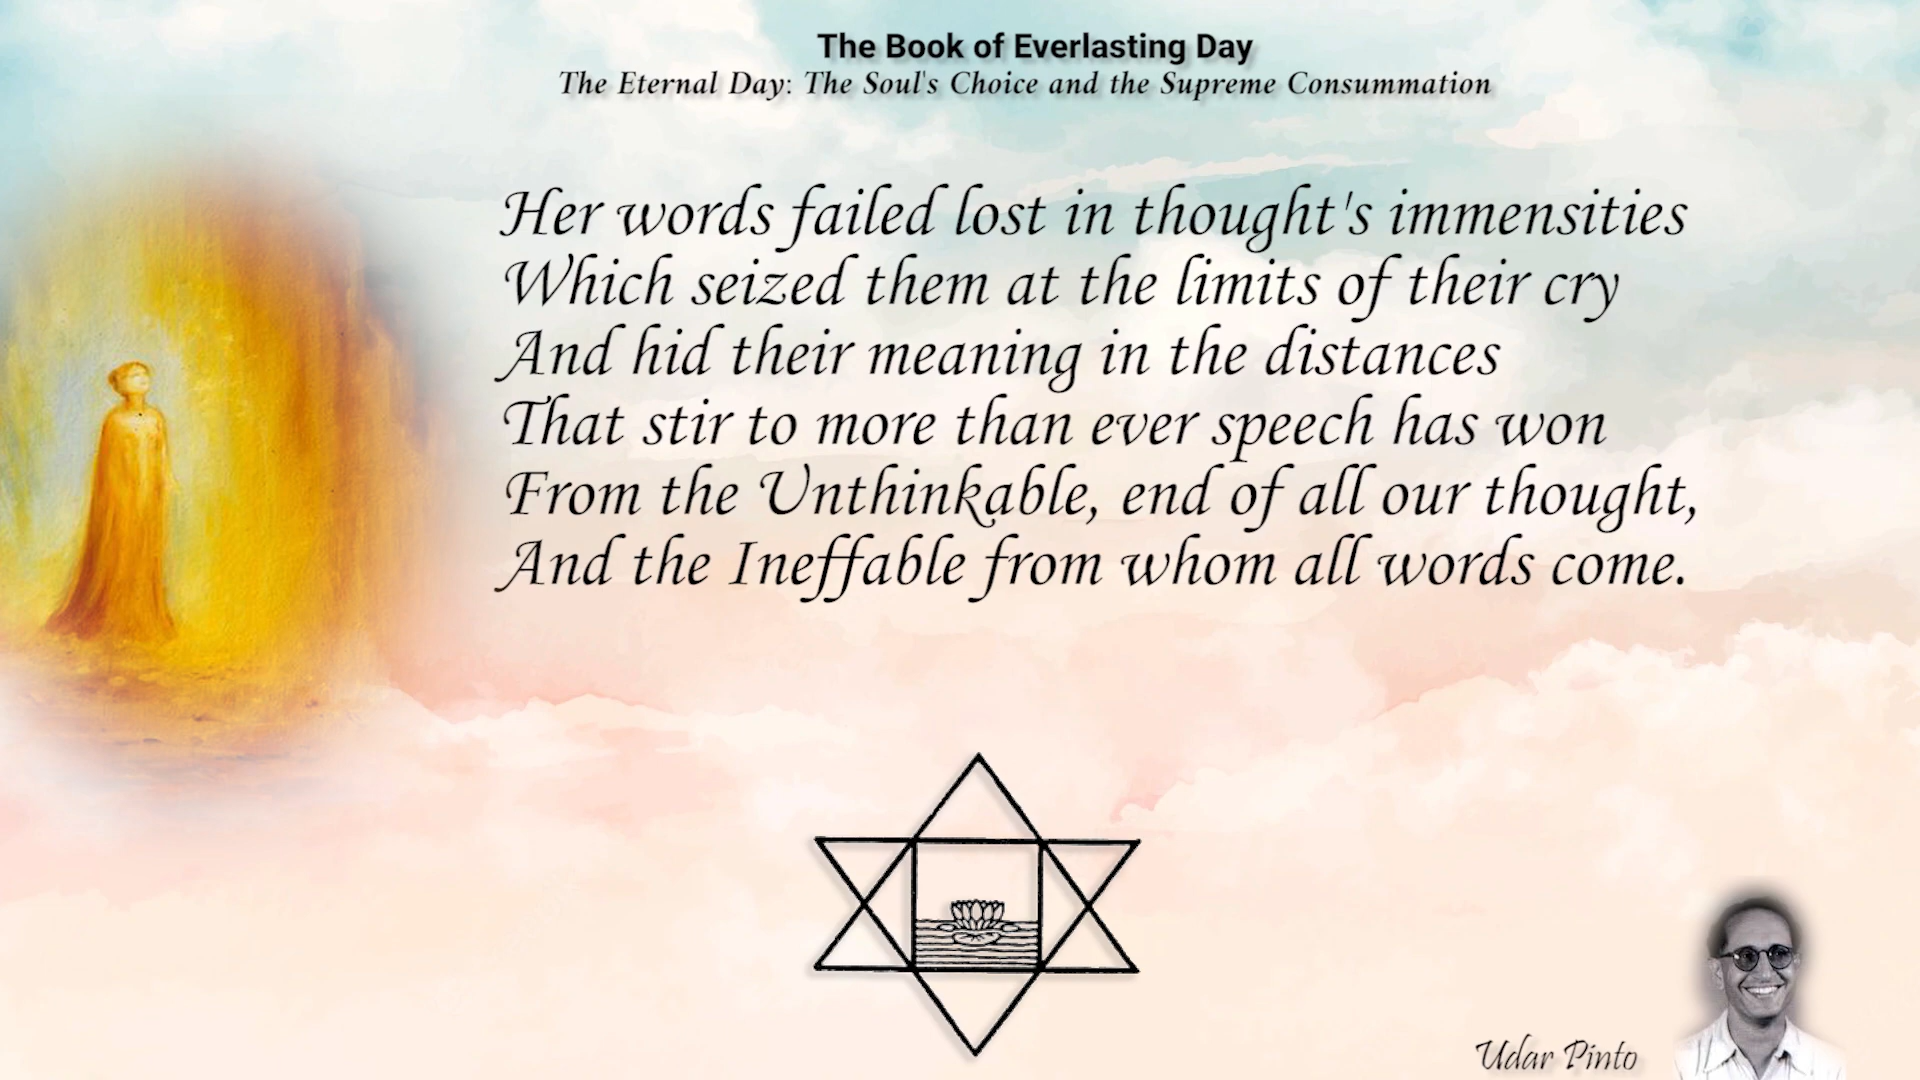 The Book of Everlasting Day
The Eternal Day: The Soul's Choice and the Supreme Consummation
Her words failed lost in thought's immensities
Which seized them at the limits of their cry
And hid their meaning in the distances
That stir to more than ever speech has won
From the Unthinkable, end of all our thought,
And the Ineffable from whom all words come.
Udar Pinto